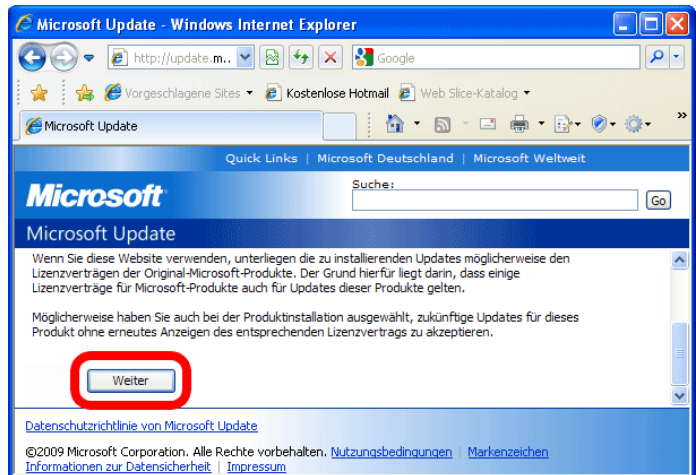 Microsoft Update - Windows Internet Explorer
http://update.m..
Google
Vorgeschlagene Sites
Kostenlose Hotmail
Web Slice-Katalog
Microsoft Update
»
Quick Links | Microsoft Deutschland | Microsoft Weltweit
Microsoft
Suche:
Go
Microsoft Update
Wenn Sie diese Website verwenden, unterliegen die zu installierenden Updates möglicherweise den
Lizenzverträgen der Original-Microsoft-Produkte. Der Grund hierfür liegt darin, dass einige
Lizenzverträge für Microsoft-Produkte auch für Updates dieser Produkte gelten.
Möglicherweise haben Sie auch bei der Produktinstallation ausgewählt, zukünftige Updates für dieses
Produkt ohne erneutes Anzeigen des entsprechenden Lizenzvertrags zu akzeptieren.
Weiter
Datenschutzrichtlinie von Microsoft Update
©2009 Microsoft Corporation. Alle Rechte vorbehalten. Nutzungsbedingungen | Markenzeichen |
Informationen zur Datensicherheit | Impressum